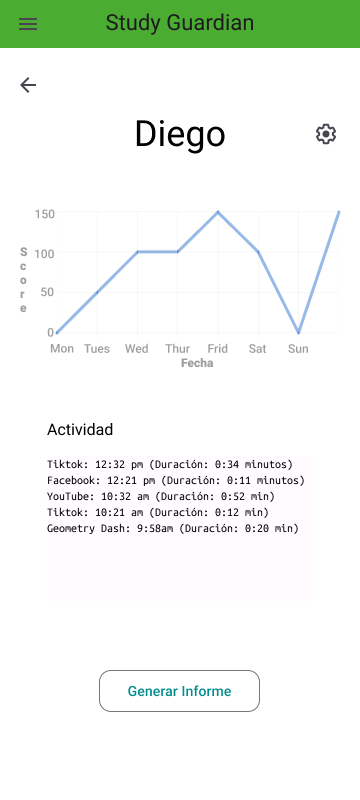 Study Guardian
Diego
Score
150
100
50
0
Mon Tues Wed Thur Frid Sat Sun
Fecha
Actividad
Tiktok: 12:32 pm (Duración: 0:34 minutos)
Facebook: 12:21 pm (Duración: 0:11 minutos)
YouTube: 10:32 am (Duración: 0:52 min)
Tiktok: 10:21 am (Duración: 0:12 min)
Geometry Dash: 9:58am (Duración: 0:20 min)
Generar Informe